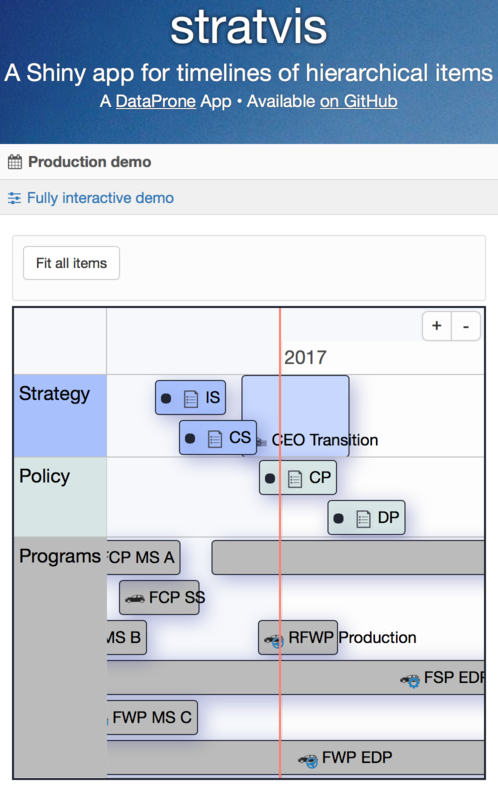 stratvis
A Shiny app for timelines of hierarchical items
A DataProne App • Available on GitHub
Production demo
Fully interactive demo
Fit all items
+ -
2017
Strategy
IS
CS
CEO Transition
Policy
CP
DP
Programs
FCP MS A
FCP SS
MS B
RFWP Production
FSP EDP
FWP MS C
FWP EDP